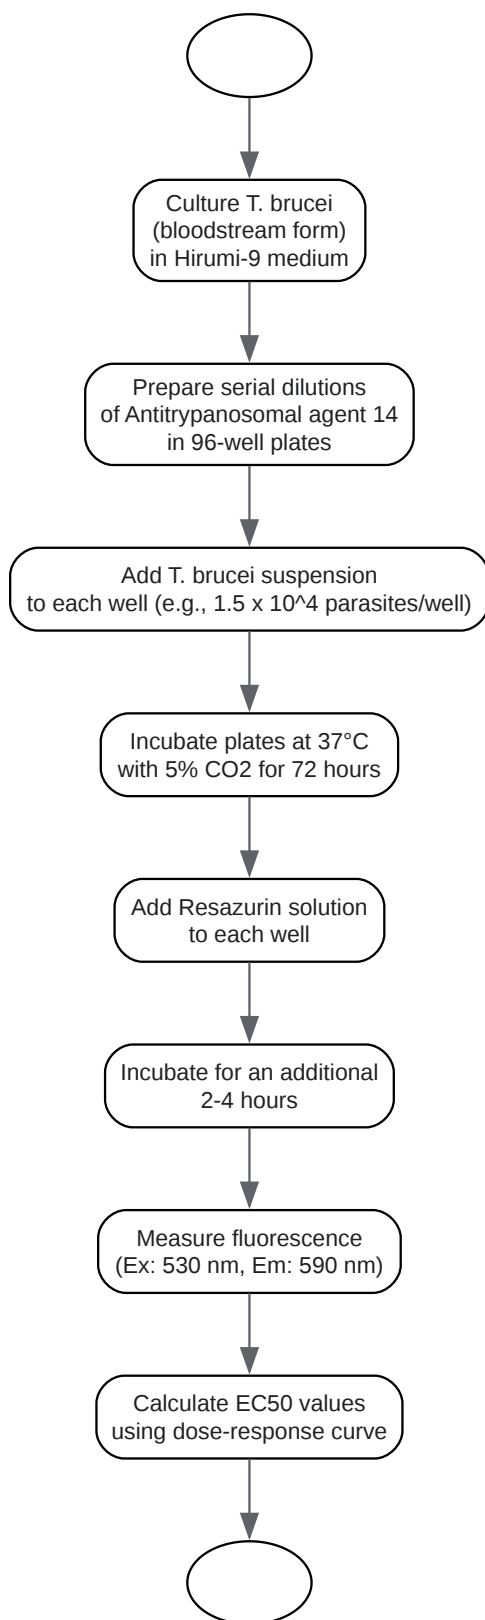 Culture T. brucei
(bloodstream form)
in Hirumi-9 medium
Prepare serial dilutions
of Antitrypanosomal agent 14
in 96-well plates
Add T. brucei suspension
to each well (e.g., 1.5 x 10^4 parasites/well)
Incubate plates at 37°C
with 5% CO2 for 72 hours
Add Resazurin solution
to each well
Incubate for an additional
2-4 hours
Measure fluorescence
(Ex: 530 nm, Em: 590 nm)
Calculate EC50 values
using dose-response curve